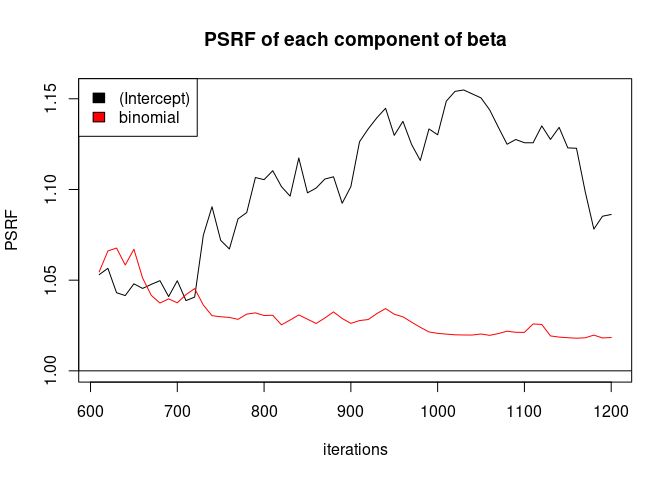 PSRF of each component of beta
(Intercept)
binomial
PSRF
1.15
1.10
1.05
1.00
600 700 800 900 1000 1100 1200
iterations